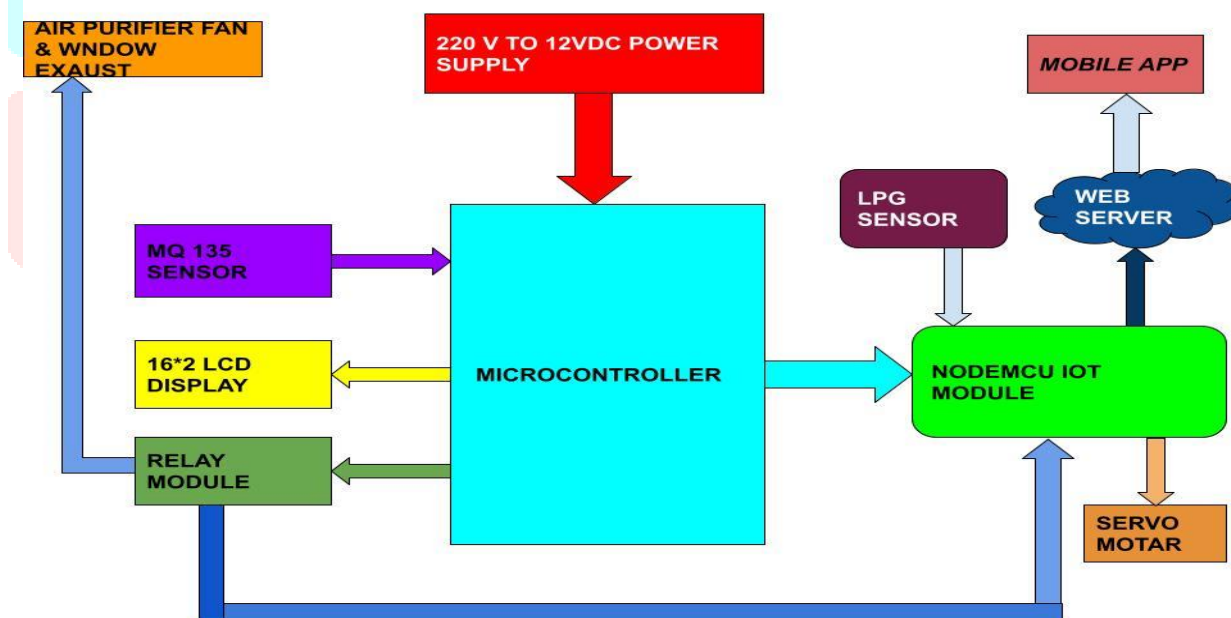 AIR PURIFIER FAN
& WNDOW
EXAUST
220 V TO 12VDC POWER
SUPPLY
MOBILE APP
LPG
SENSOR
WEB
SERVER
MQ 135
SENSOR
16*2 LCD
DISPLAY
MICROCONTROLLER
NODEMCU IOT
MODULE
RELAY
MODULE
SERVO
MOTAR